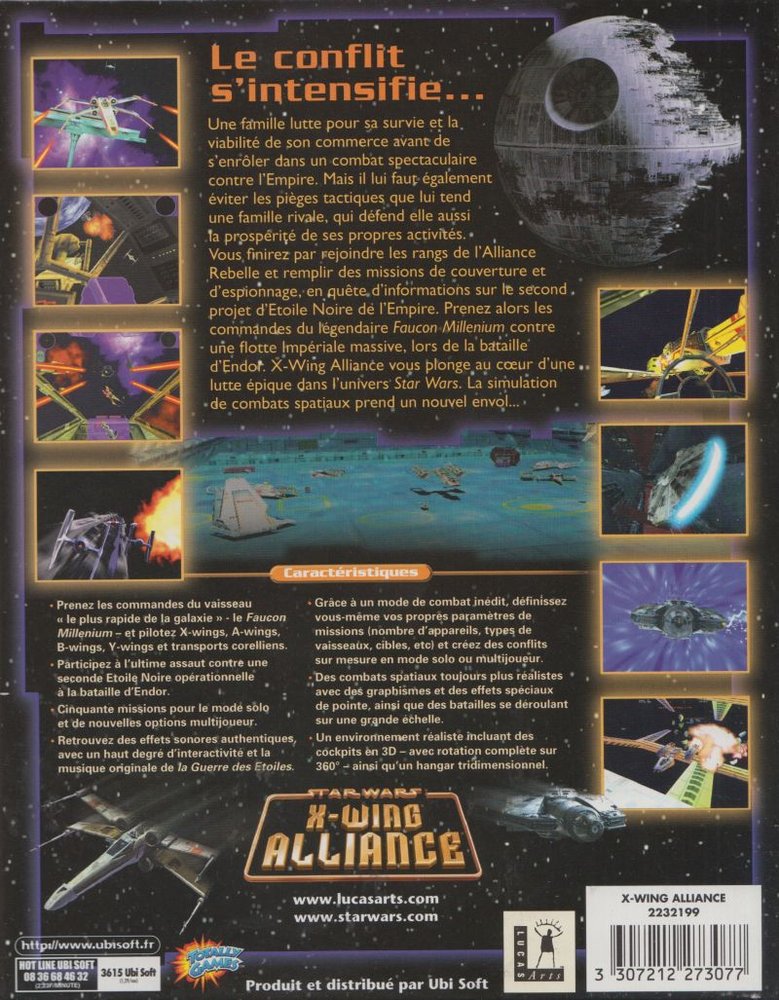 Le conflit
s'intensifie...
Une famille lutte pour sa survie et la
viabilité de son commerce avant de
s'enrôler dans un combat spectaculaire
contre l'Empire. Mais il lui faut également
éviter les pièges tactiques que lui tend
une famille rivale, qui défend elle aussi
la prospérité de ses propres activités.
Vous finirez par rejoindre les rangs de l'Alliance
Rebelle et remplir des missions de couverture et
d'espionnage, en quête d'informations sur le second
projet d'Etoile Noire de l'Empire. Prenez alors les
commandes du légendaire Faucon Millenium contre
une flotte Impériale massive, lors de la bataille
d'Endor. X-Wing Alliance vous plonge au cœur d'une
lutte épique dans l'univers Star Wars. La simulation
de combats spatiaux prend un nouvel envol...
Caractéristiques
· Prenez les commandes du vaisseau
« le plus rapide de la galaxie » - le Faucon
Millenium – et pilotez X-wings, A-wings,
B-wings, Y-wings et transports corelliens.
· Participez à l'ultime assaut contre une
seconde Etoile Noire opérationnelle
à la bataille d'Endor.
· Cinquante missions pour le mode solo
et de nouvelles options multijoueur.
· Retrouvez des effets sonores authentiques,
avec un haut degré d'interactivité et la
musique originale de la Guerre des Etoiles.
· Grâce à un mode de combat inédit, définissez
vous-même vos propres paramètres de
missions (nombre d'appareils, types de
vaisseaux, cibles, etc) et créez des conflits
sur mesure en mode solo ou multijoueur.
· Des combats spatiaux toujours plus réalistes
avec des graphismes et des effets spéciaux
de pointe, ainsi que des batailles se déroulant
sur une grande échelle.
· Un environnement réaliste incluant des
cockpits en 3D – avec rotation complète sur
360° – ainsi qu'un hangar tridimensionnel.
STAR WARS
X-WING
ALLIANCE
www.lucasarts.com
www.starwars.com
http://www.ubisoft.fr
HOT LINE UBI SOFT
08 36 68 46 32
(2,23F/MINUTE)
3615 Ubi Soft
TOTALLY
GAMES
Produit et distribué par Ubi Soft
LUCAS
Arts
X-WING ALLIANCE
2232199
3 307212 273077